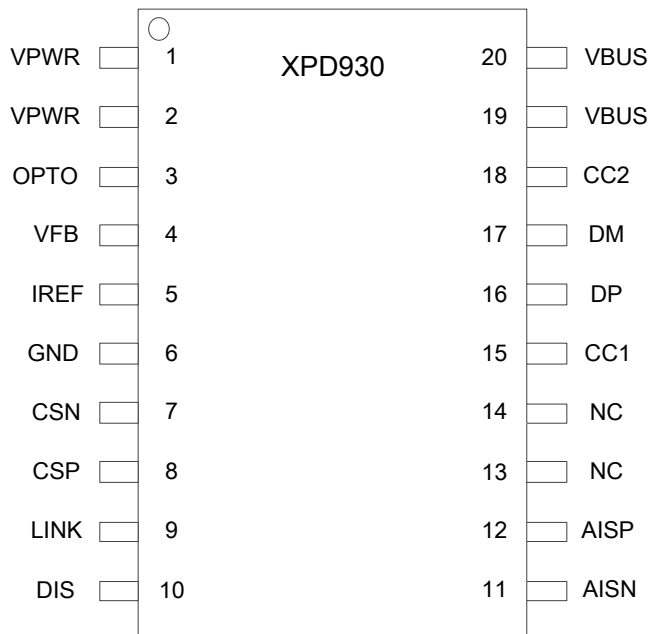 XPD930
VPWR 1 20 VBUS
VPWR 2 19 VBUS
OPTO 3 18 CC2
VFB 4 17 DM
IREF 5 16 DP
GND 6 15 CC1
CSN 7 14 NC
CSP 8 13 NC
LINK 9 12 AISP
DIS 10 11 AISN